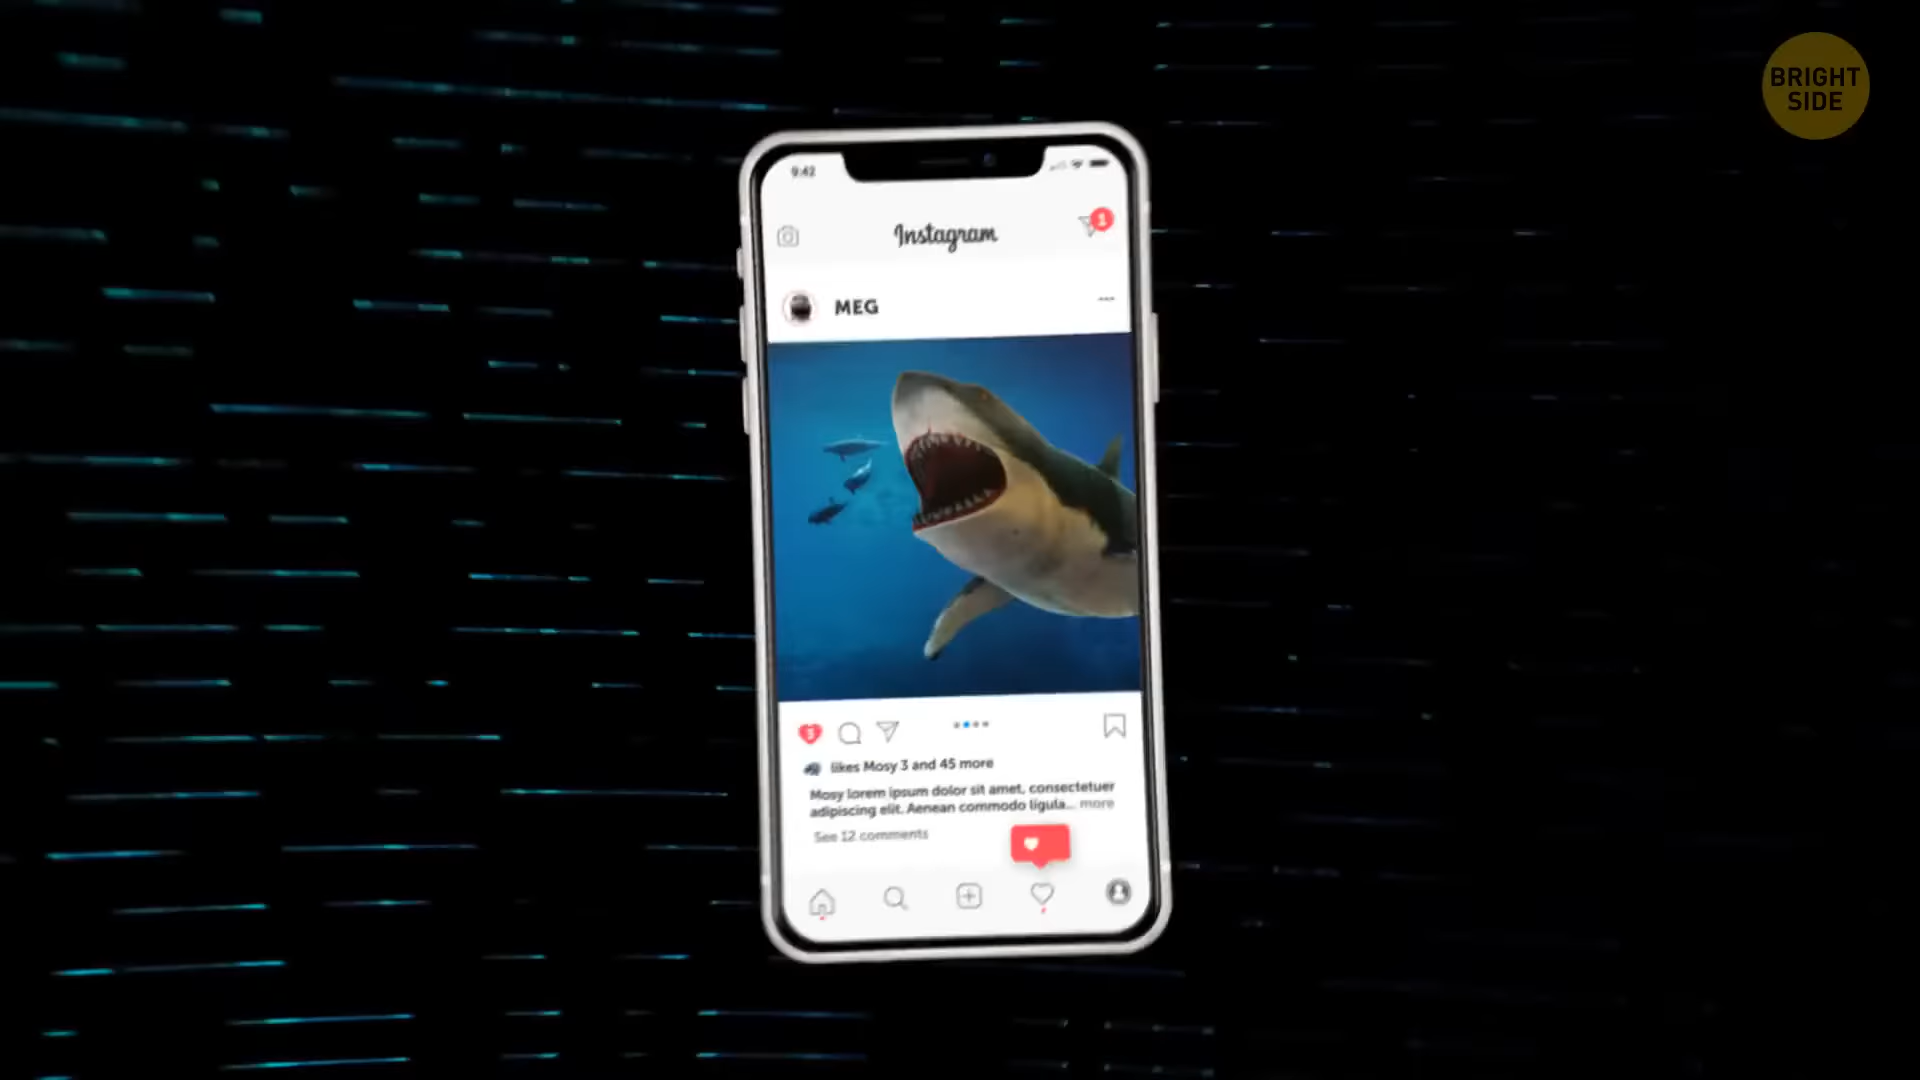 BRIGHT
SIDE
9:42
Instagram
1
MEG
likes Mosy 3 and 45 more
Mosy lorem ipsum dolor sit amet, consectetuer
adipiscing elit. Aenean commodo ligula... more
See 12 comments